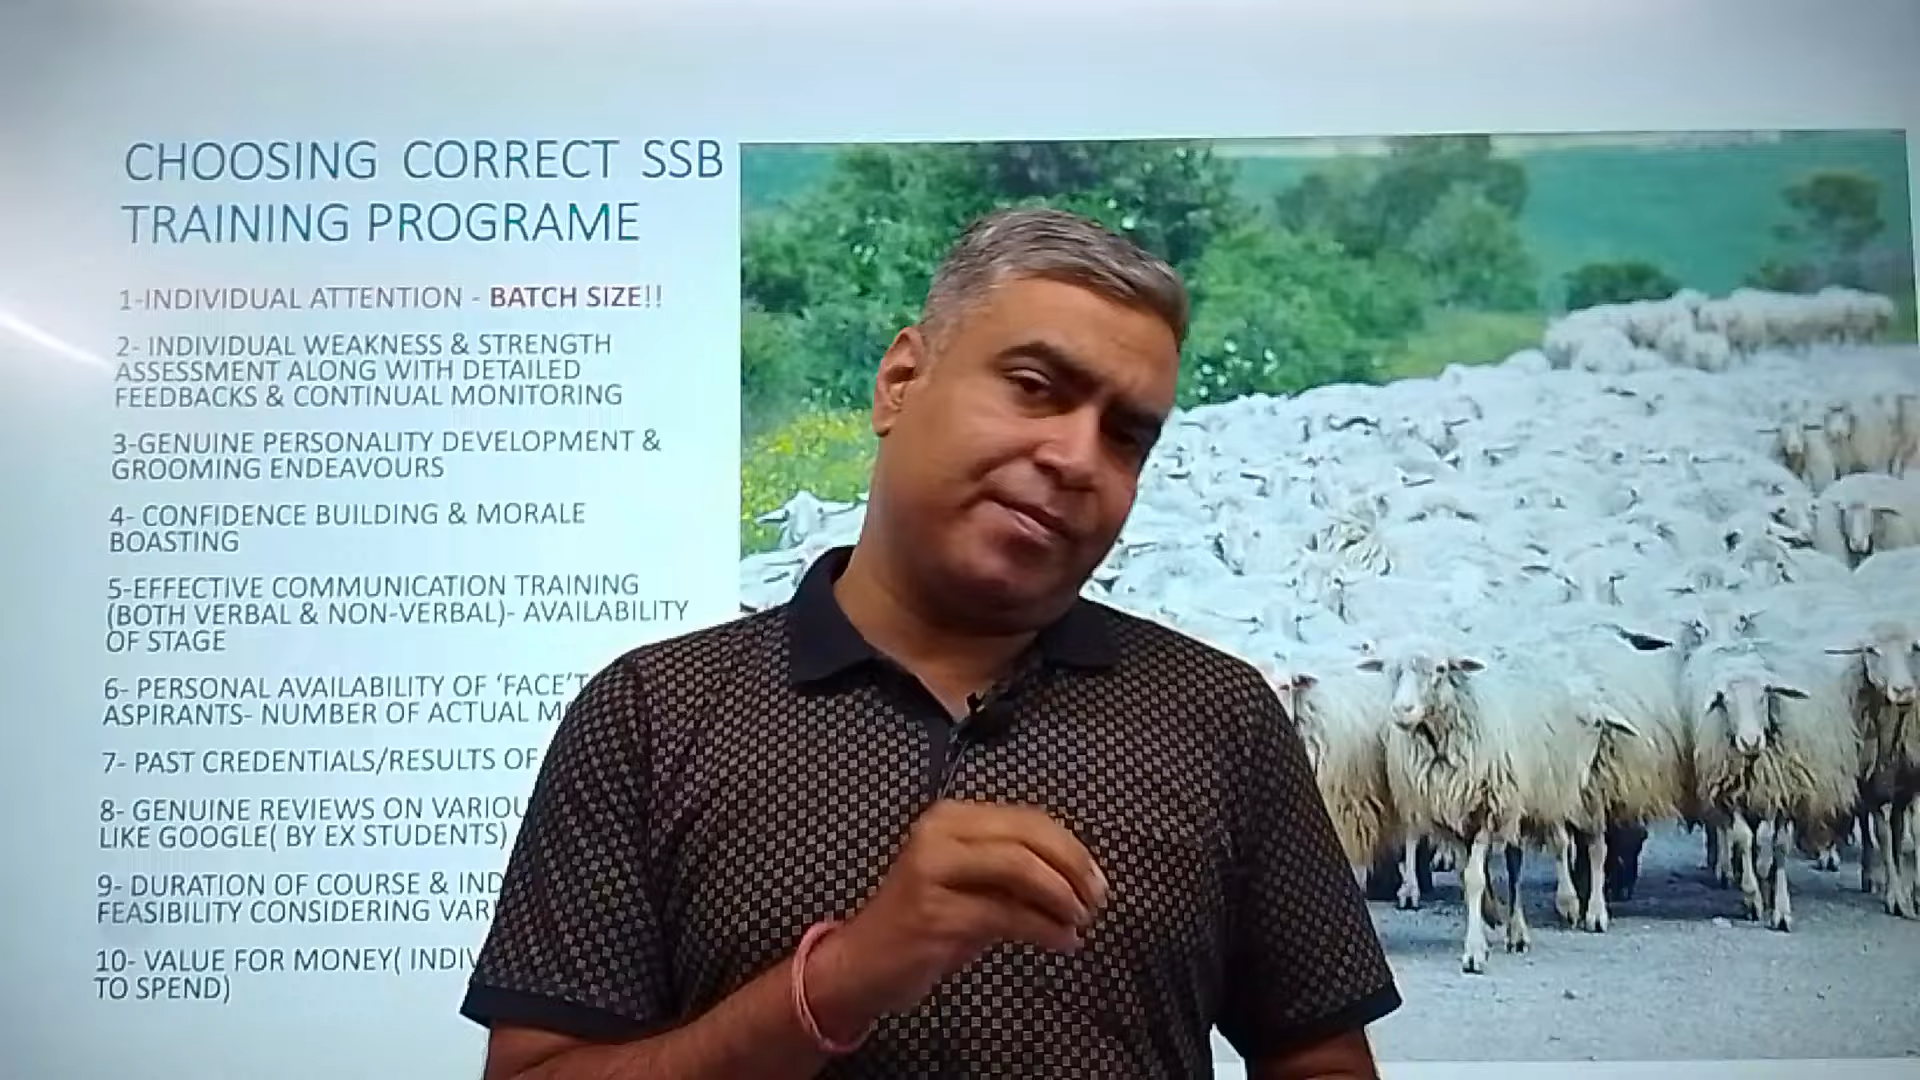 CHOOSING CORRECT SSB
TRAINING PROGRAME
1-INDIVIDUAL ATTENTION - BATCH SIZE!!
2- INDIVIDUAL WEAKNESS & STRENGTH
ASSESSMENT ALONG WITH DETAILED
FEEDBACKS & CONTINUAL MONITORING
3-GENUINE PERSONALITY DEVELOPMENT &
GROOMING ENDEAVOURS
4- CONFIDENCE BUILDING & MORALE
BOASTING
5-EFFECTIVE COMMUNICATION TRAINING
(BOTH VERBAL & NON-VERBAL)- AVAILABILITY
OF STAGE
6- PERSONAL AVAILABILITY OF ‘FACE’
ASPIRANTS- NUMBER OF ACTUAL
7- PAST CREDENTIALS/RESULTS OF
8- GENUINE REVIEWS ON
LIKE GOOGLE( BY EX STUDENTS)
9- DURATION OF COURSE &
FEASIBILITY CONSIDERING
10- VALUE FOR MONEY(
TO SPEND)